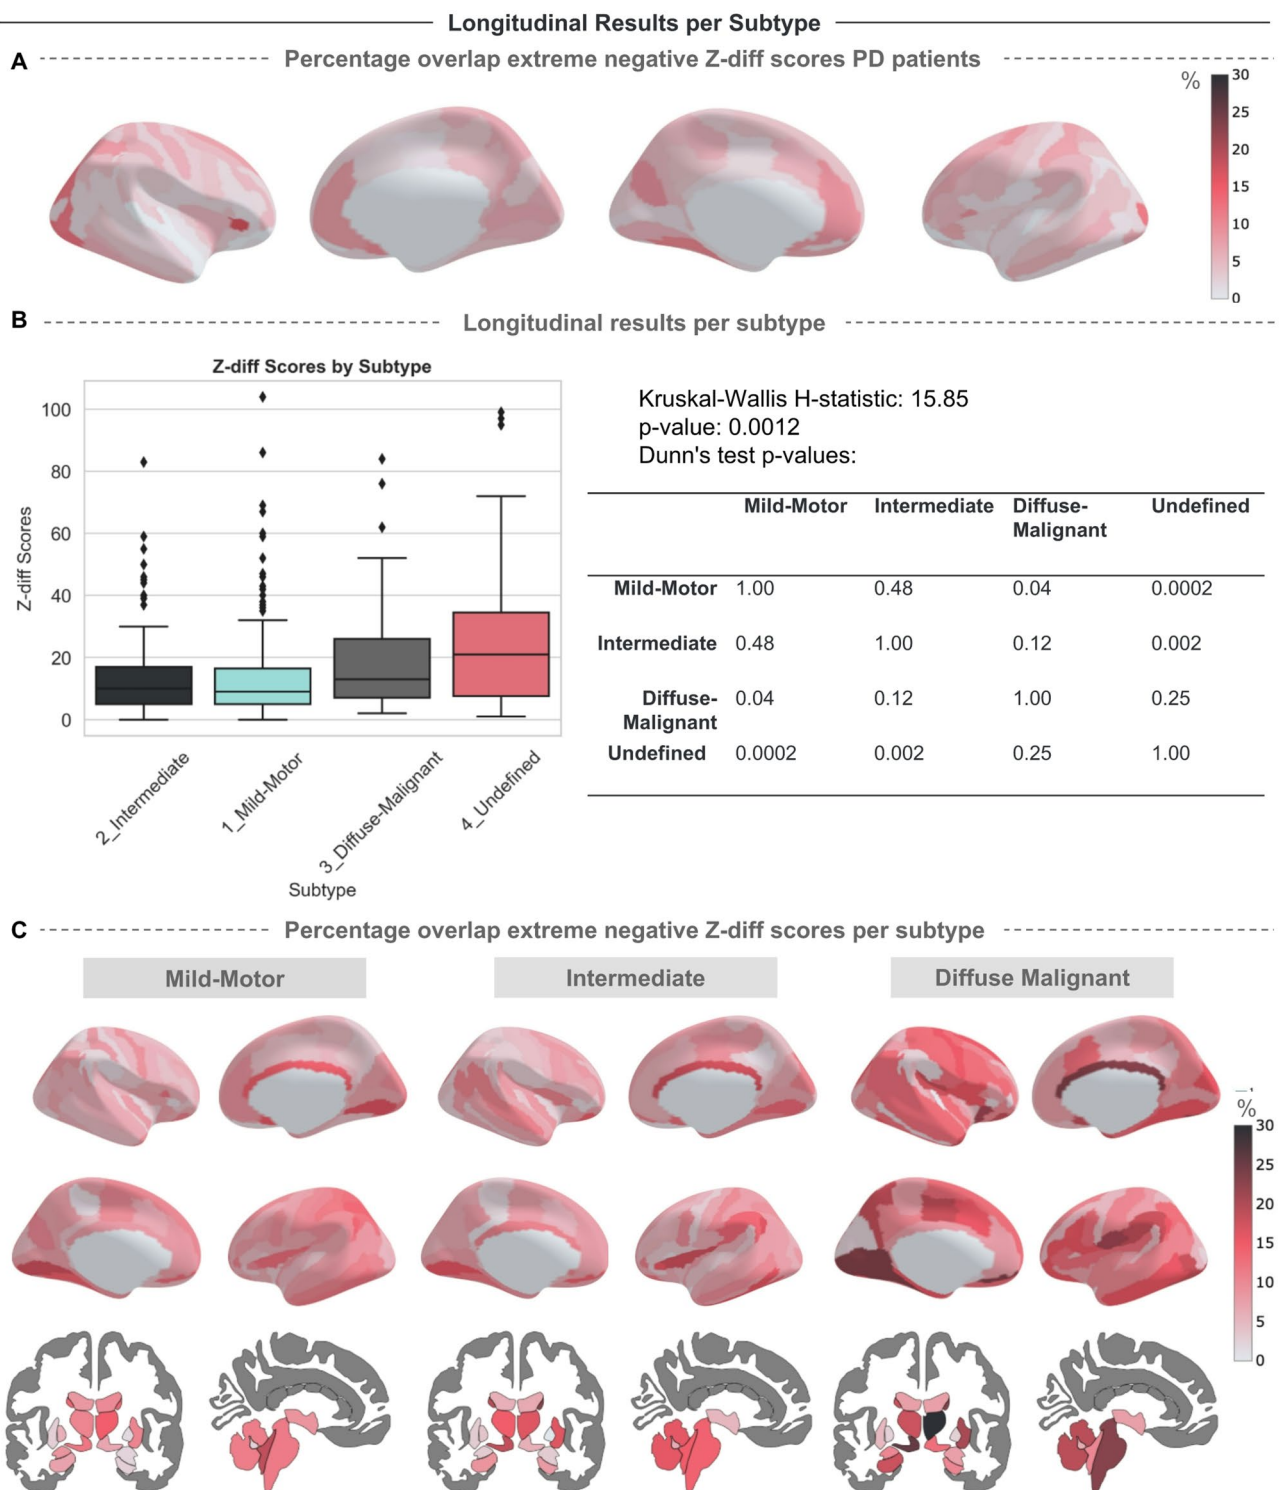 Longitudinal Results per Subtype
A
Percentage overlap extreme negative Z-diff scores PD patients
%
30
25
20
15
10
5
0
B
Longitudinal results per subtype
Z-diff Scores by Subtype
Z-diff Scores
100
80
60
40
20
0
2_Intermediate
1_Mild-Motor
3_Diffuse-Malignant
4_Undefined
Subtype
Kruskal-Wallis H-statistic: 15.85
p-value: 0.0012
Dunn's test p-values:
Mild-Motor Intermediate Diffuse-Malignant Undefined
Mild-Motor 1.00 0.48 0.04 0.0002
Intermediate 0.48 1.00 0.12 0.002
Diffuse-Malignant 0.04 0.12 1.00 0.25
Undefined 0.0002 0.002 0.25 1.00
C
Percentage overlap extreme negative Z-diff scores per subtype
Mild-Motor
Intermediate
Diffuse Malignant
%
30
25
20
15
10
5
0